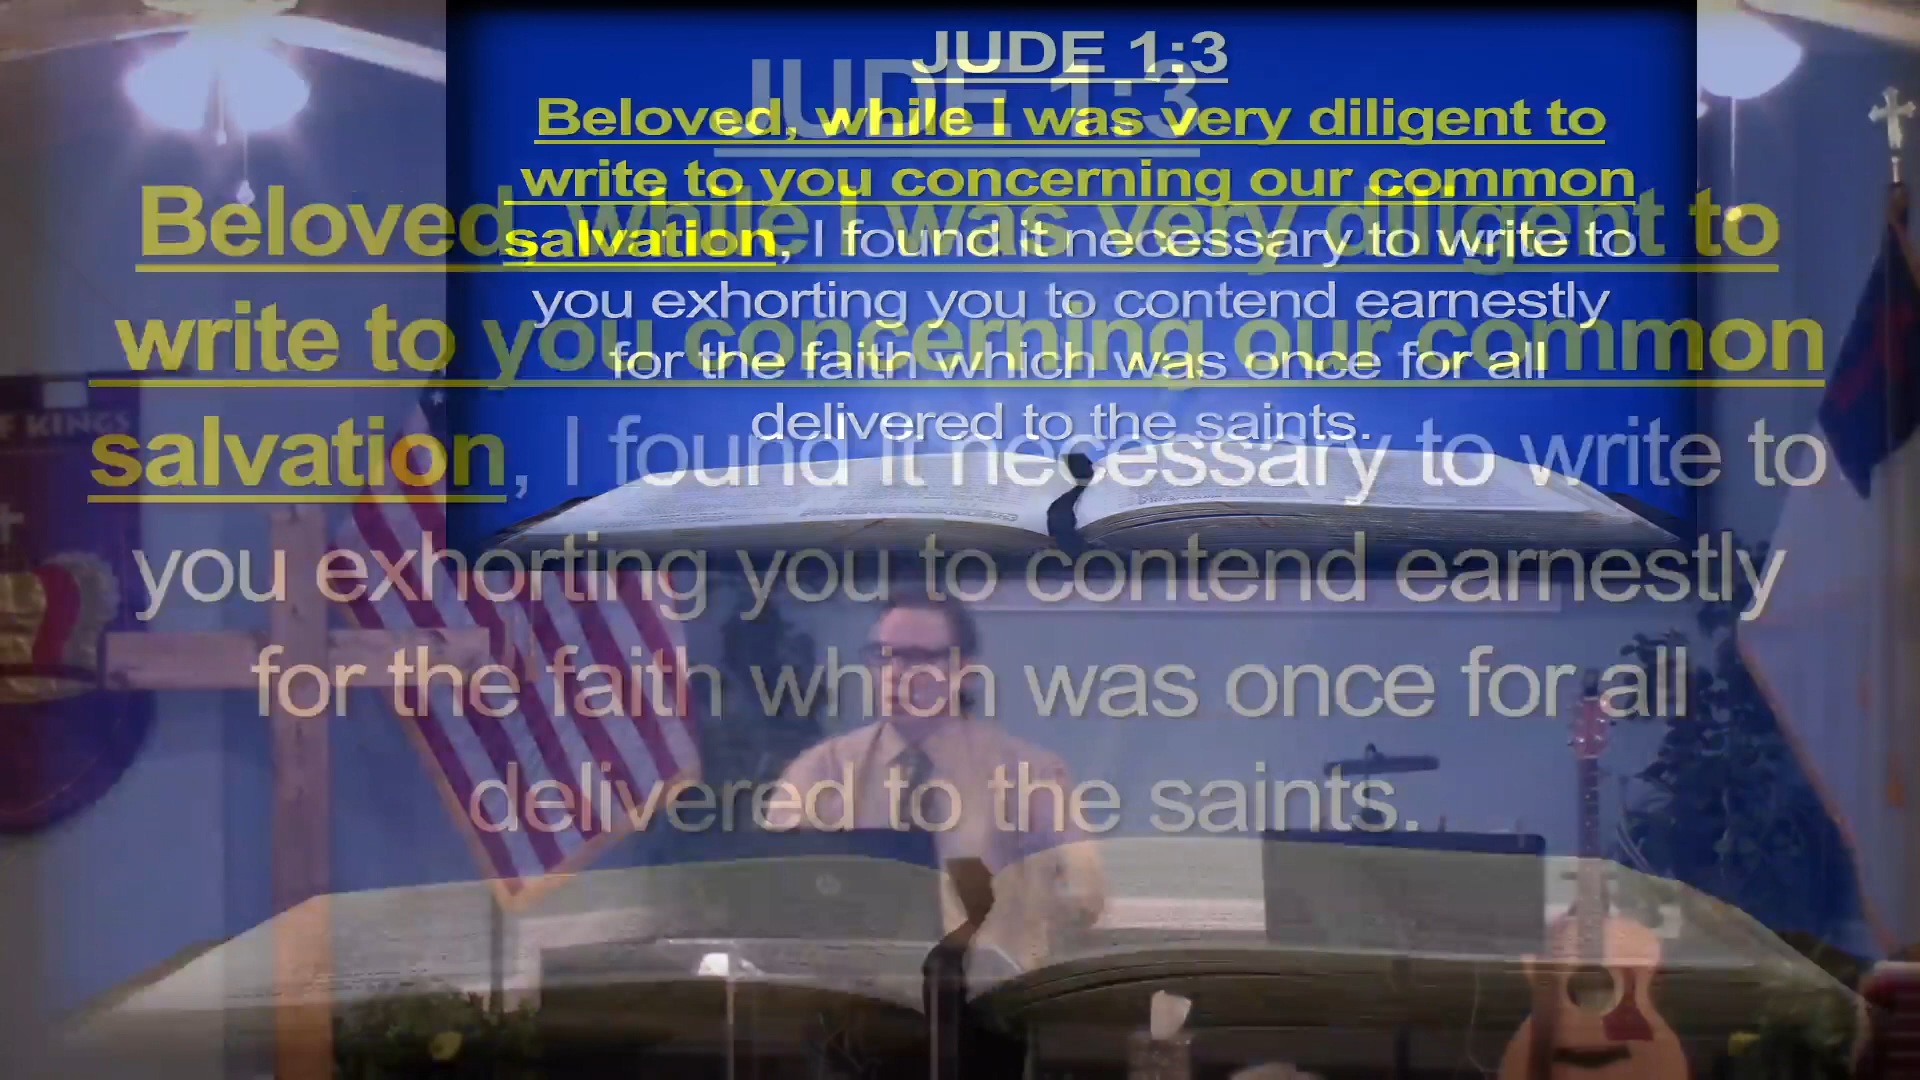 JUDE 1:3
Beloved, while I was very diligent to
write to you concerning our common
salvation, I found it necessary to write to
you exhorting you to contend earnestly
for the faith which was once for all
delivered to the saints.
JUDE 1:3
Beloved, while I was very diligent to
write to you concerning our common
salvation, I found it necessary to write to
you exhorting you to contend earnestly
for the faith which was once for all
delivered to the saints.
F KINGS